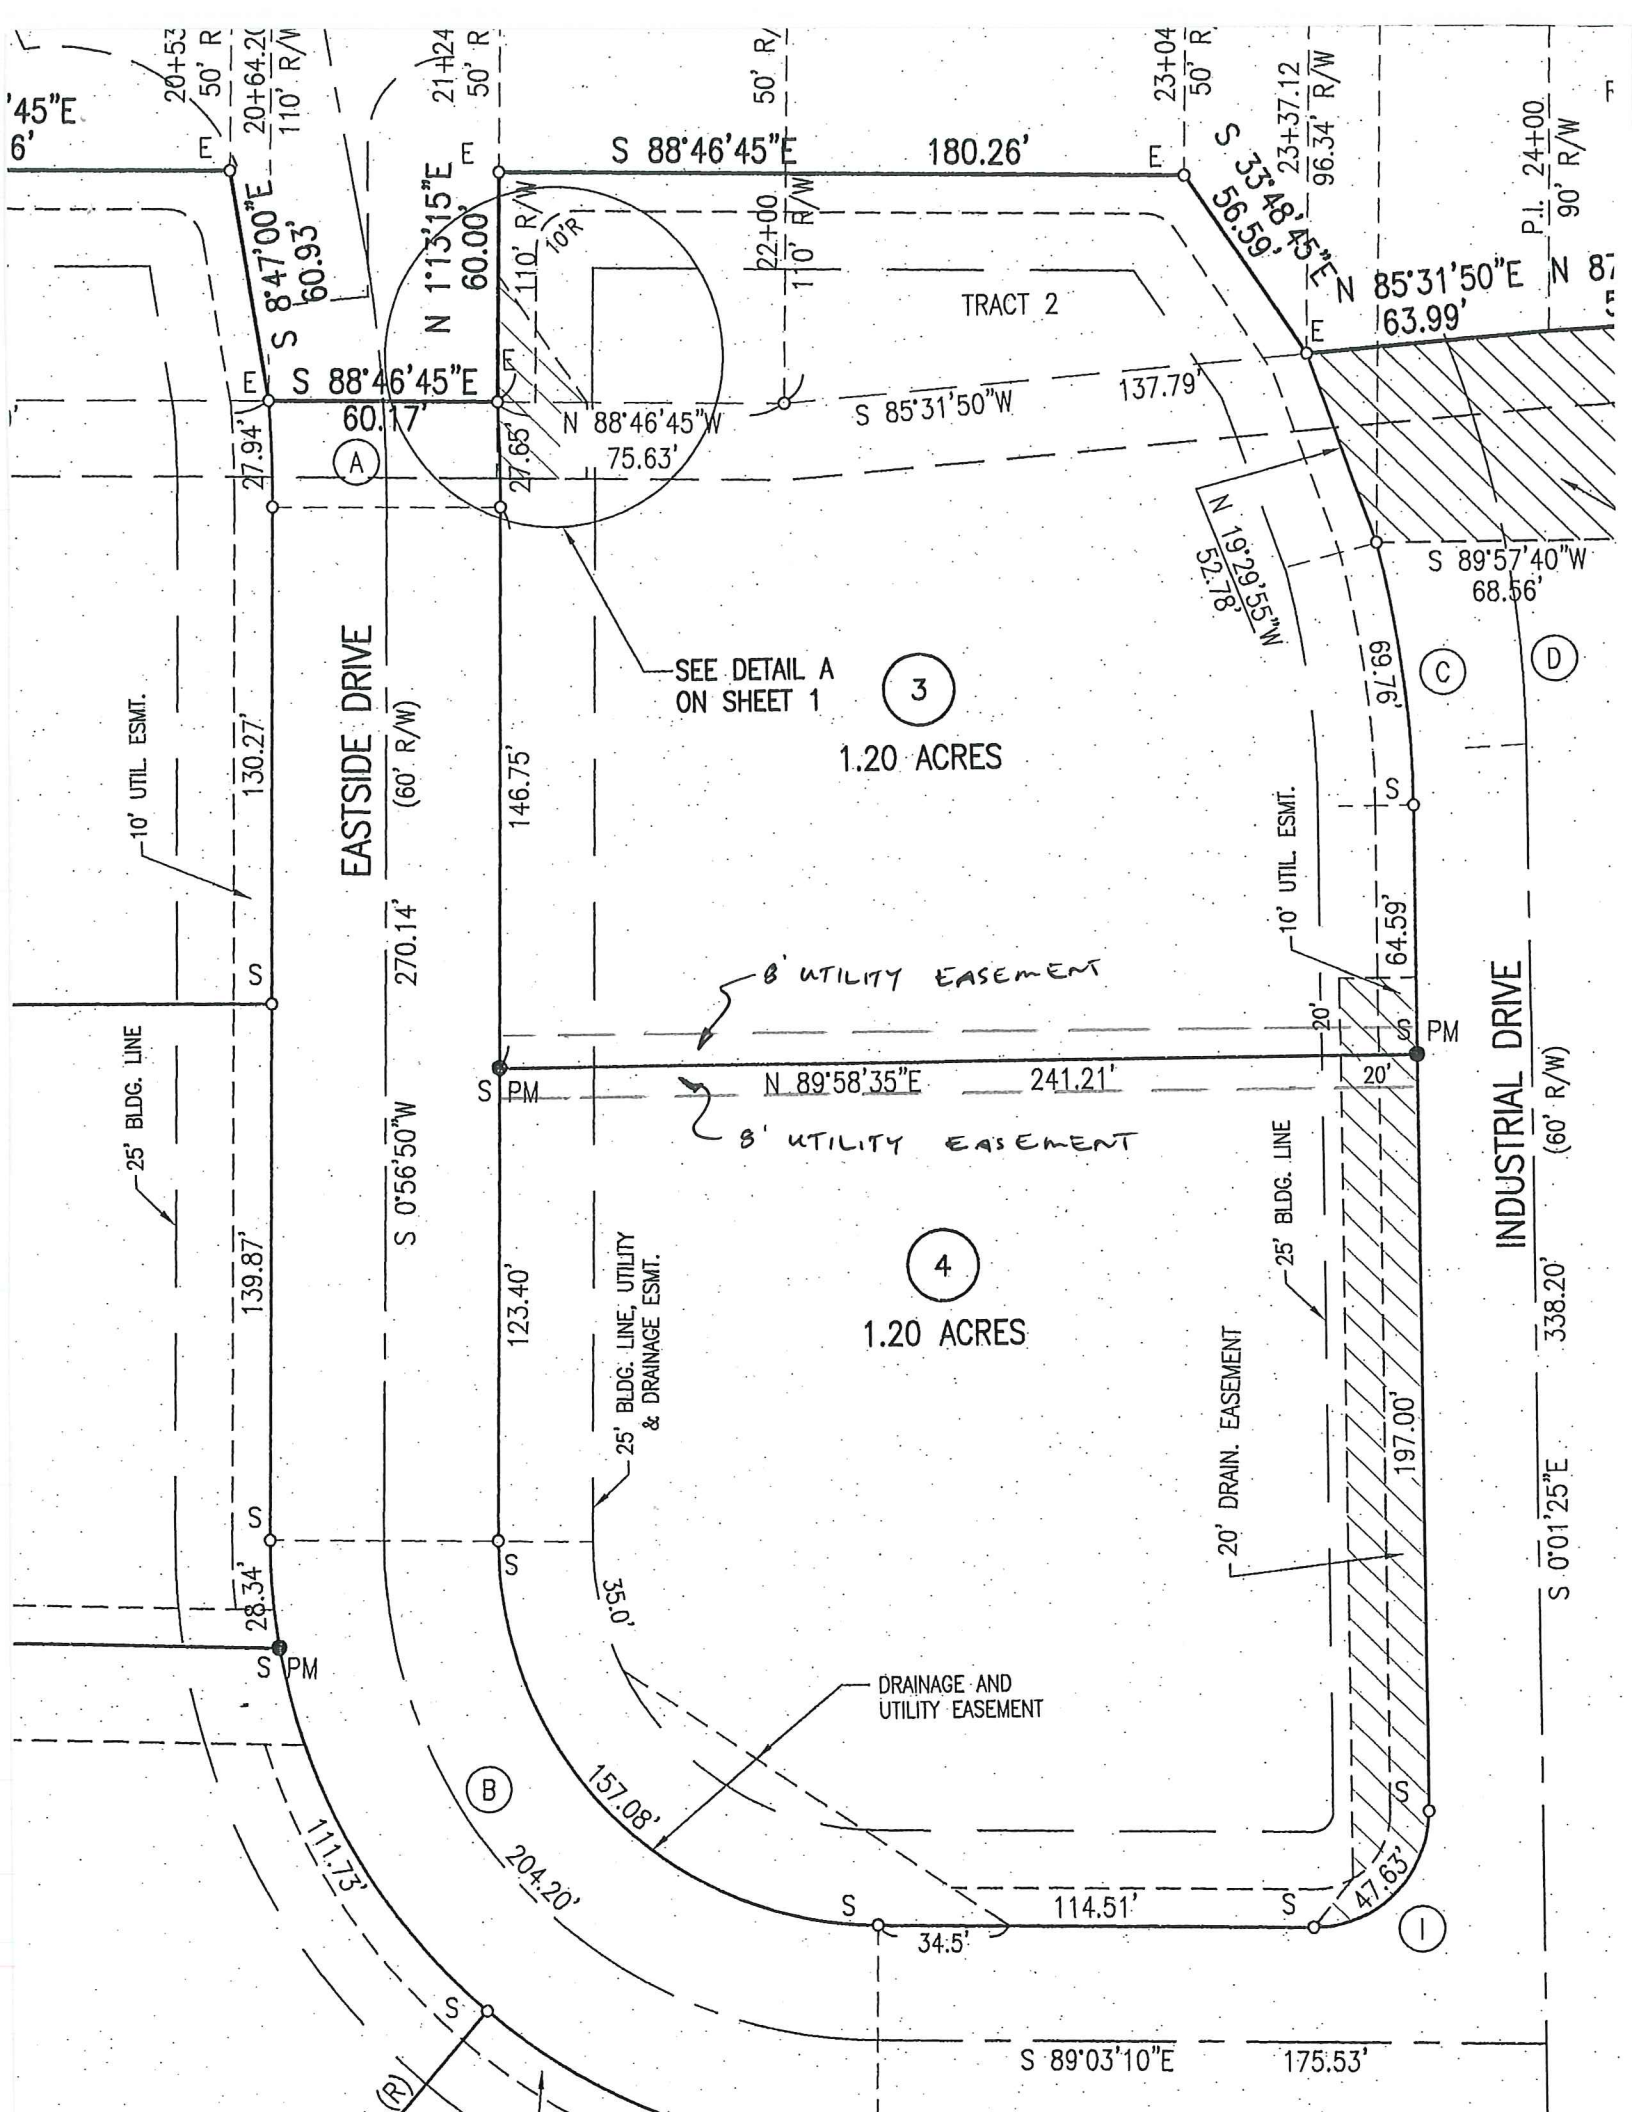 20+53
50' R
20+64.20
110' R/W
21+24
50' R
50' R/
23+04
50' R
23+37.12
96.34' R/W
P.I. 24+00
90' R/W
'45"E
6'
E
E
S 88°46'45"E 180.26'
E
S 8°47'00"E
60.93'
N 1°13'15"E
60.00'
110' R/W
10'R
22+00
110' R/W
TRACT 2
S 33°48'45"E
56.59'
N 85°31'50"E
63.99'
N 87
E
E
S 88°46'45"E
60.17'
E
N 88°46'45"W
75.63'
S 85°31'50"W
137.79'
27.94'
A
27.65'
N 19°29'55"W
52.78'
S 89°57'40"W
68.56'
SEE DETAIL A
ON SHEET 1
3
1.20 ACRES
69.76'
C
D
10' UTIL ESMT.
130.27'
EASTSIDE DRIVE
(60' R/W)
146.75'
S
10' UTIL. ESMT.
64.59'
270.14'
S
8' UTILITY EASEMENT
20'
S PM
INDUSTRIAL DRIVE
(60' R/W)
S PM
N 89°58'35"E 241.21'
20'
8' UTILITY EASEMENT
25' BLDG. LINE
S 0°56'50"W
25' BLDG. LINE
139.87'
123.40'
25' BLDG. LINE, UTILITY
& DRAINAGE ESMT.
4
1.20 ACRES
20' DRAIN. EASEMENT
197.00'
338.20'
S 0°01'25"E
S
S
28.34'
35.0'
S PM
DRAINAGE AND
UTILITY EASEMENT
B
157.08'
S
111.73'
204.20'
S
114.51'
S
47.63'
34.5'
1
S
S 89°03'10"E 175.53'
(R)